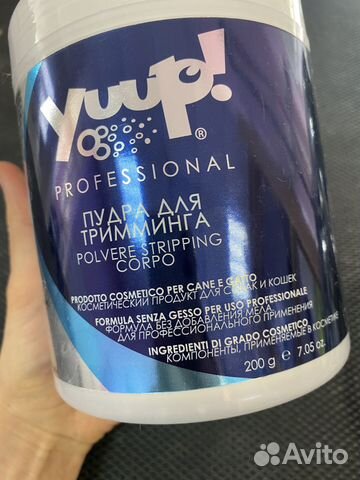 Yuup!
®
PROFESSIONAL
ПУДРА ДЛЯ
ТРИММИНГА
POLVERE STRIPPING
CORPO
PRODOTTO COSMETICO PER CANE E GATTO
КОСМЕТИЧЕСКИЙ ПРОДУКТ ДЛЯ СОБАК И КОШЕК
FORMULA SENZA GESSO PER USO PROFESSIONALE
ФОРМУЛА БЕЗ ДОБАВЛЕНИЯ МЕЛА
ДЛЯ ПРОФЕССИОНАЛЬНОГО ПРИМЕНЕНИЯ
INGREDIENTI DI GRADO COSMETICO
КОМПОНЕНТЫ, ПРИМЕНЯЕМЫЕ В КОСМЕТИКЕ
200 g e 7.05 oz.
Avito